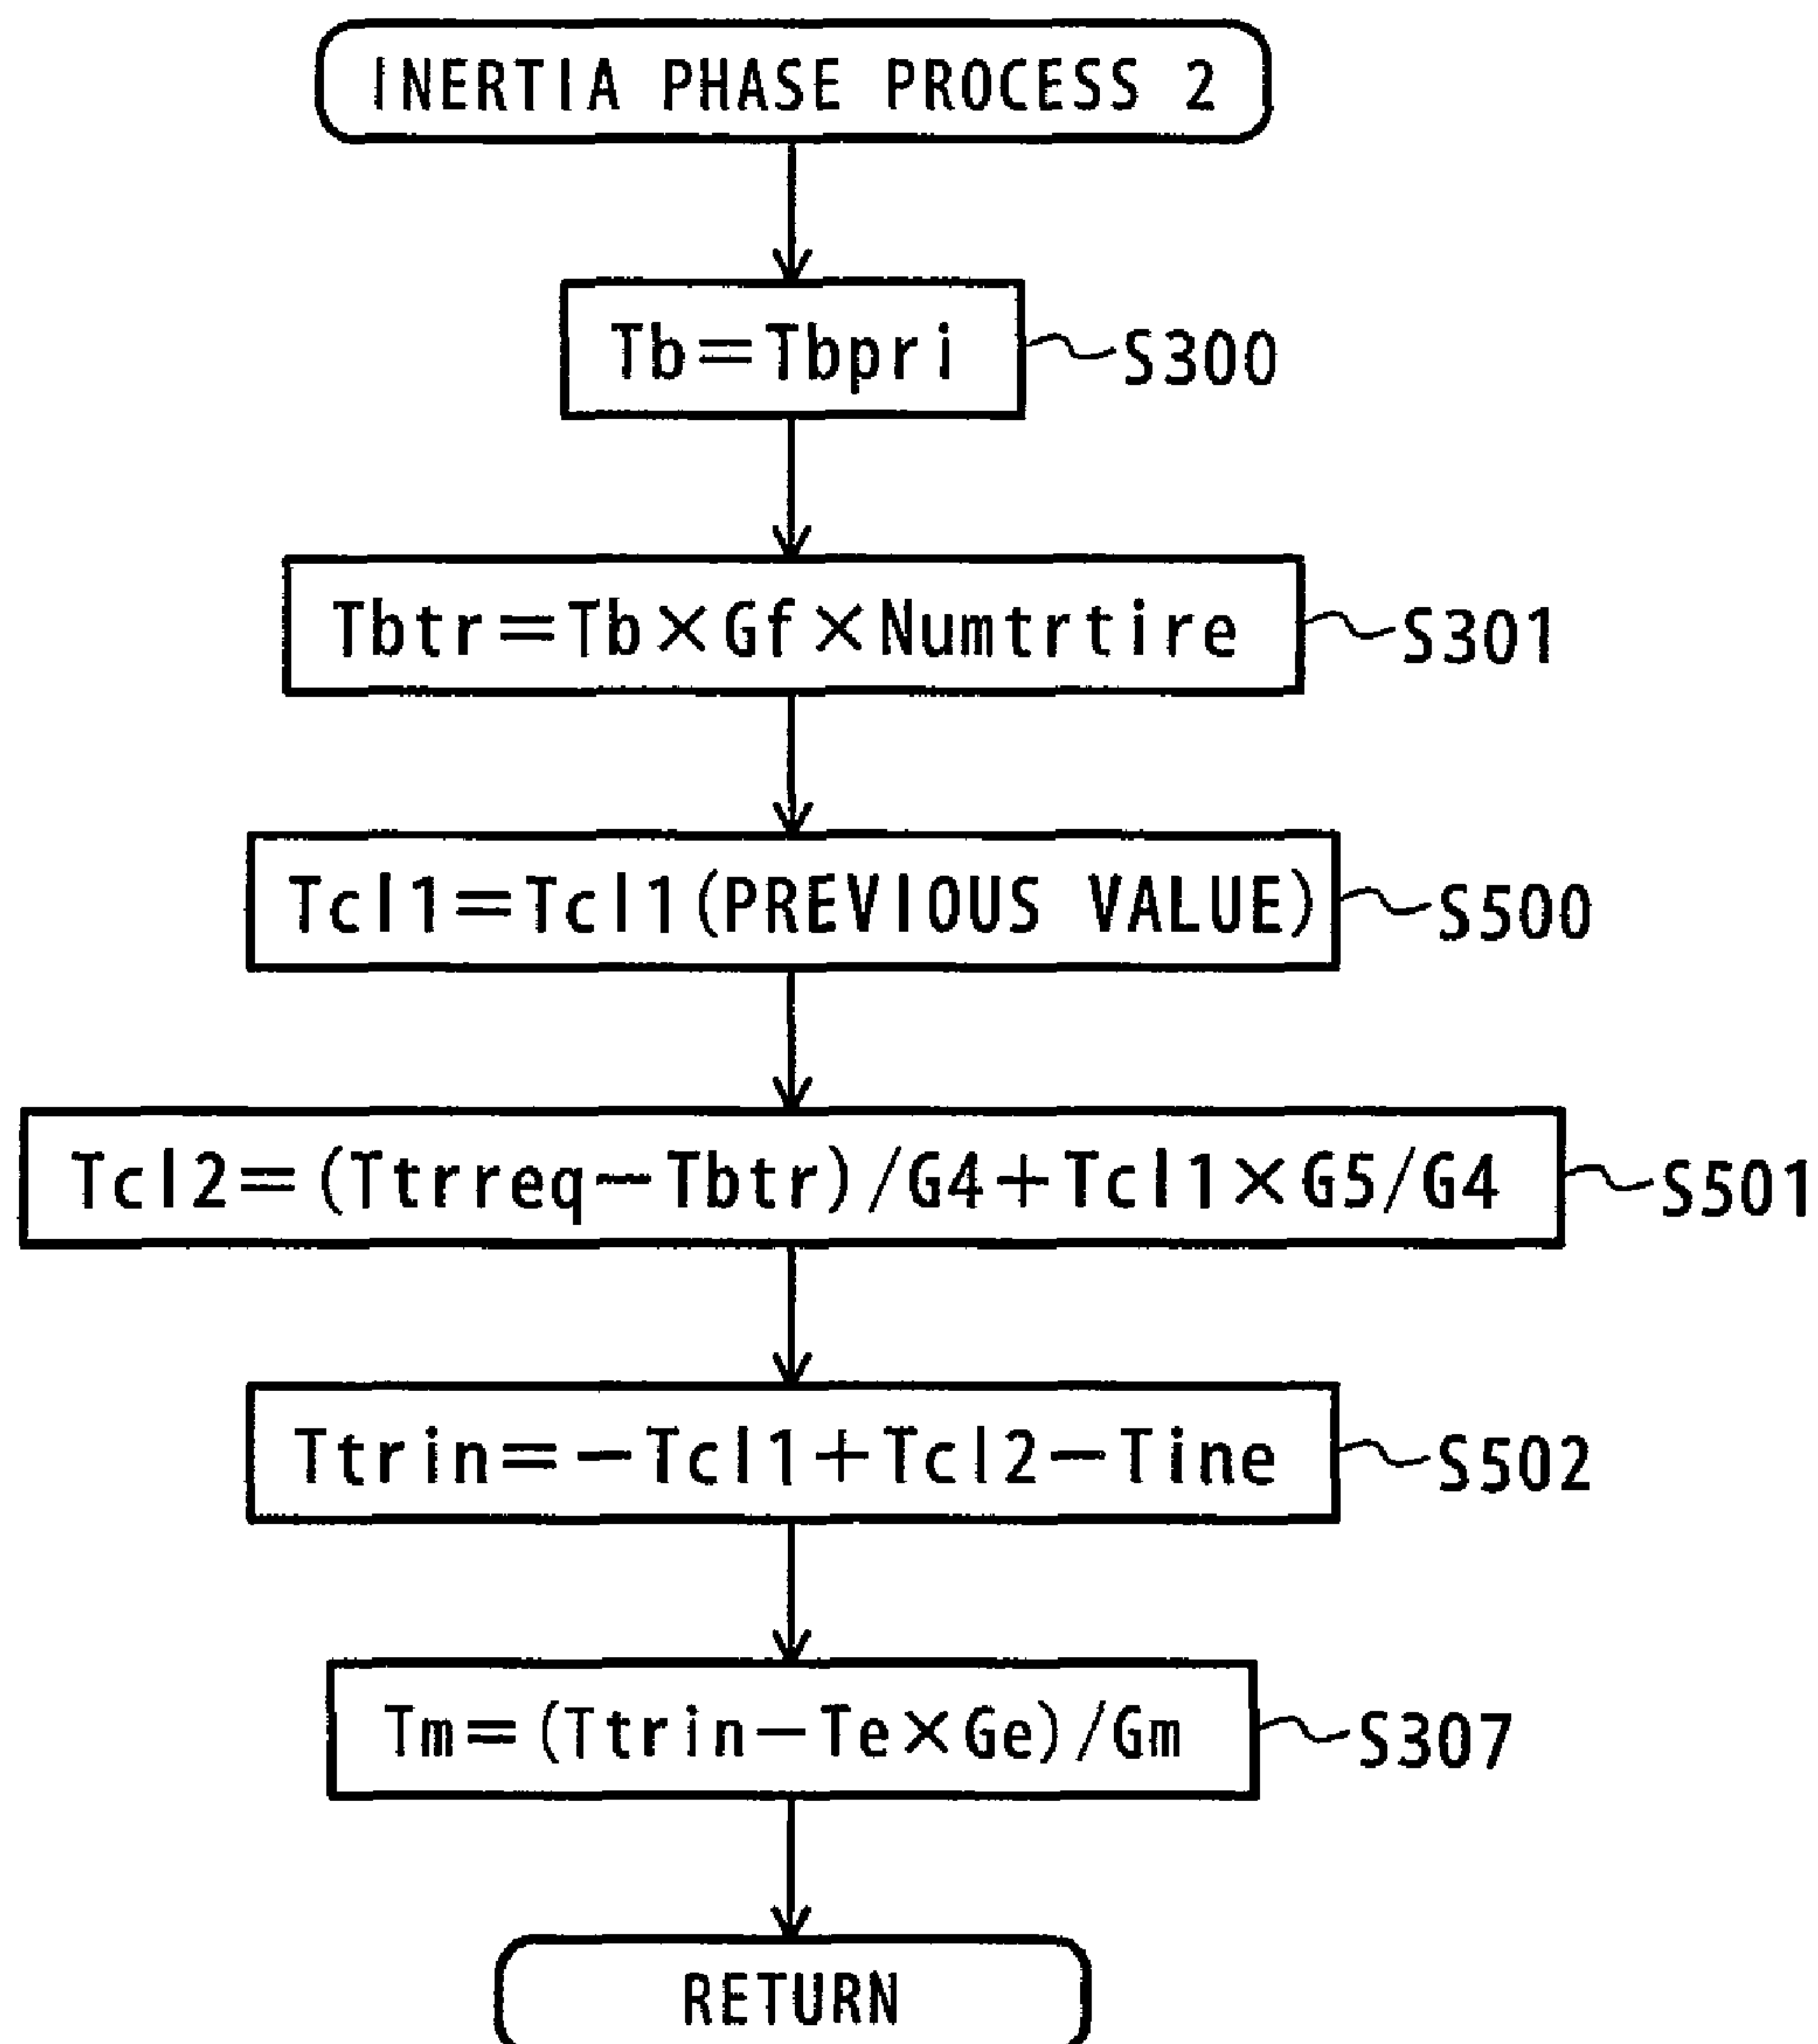 INERTIA PHASE PROCESS 2
Tb=Tbpri S300
Tbtr=Tb×Gf×Numtrtire S301
Tcl1=Tcl1(PREVIOUS VALUE) S500
Tcl2=(Ttrreq-Tbtr)/G4+Tcl1×G5/G4 S501
Ttrin=-Tcl1+Tcl2-Tine S502
Tm=(Ttrin-Te×Ge)/Gm S307
RETURN